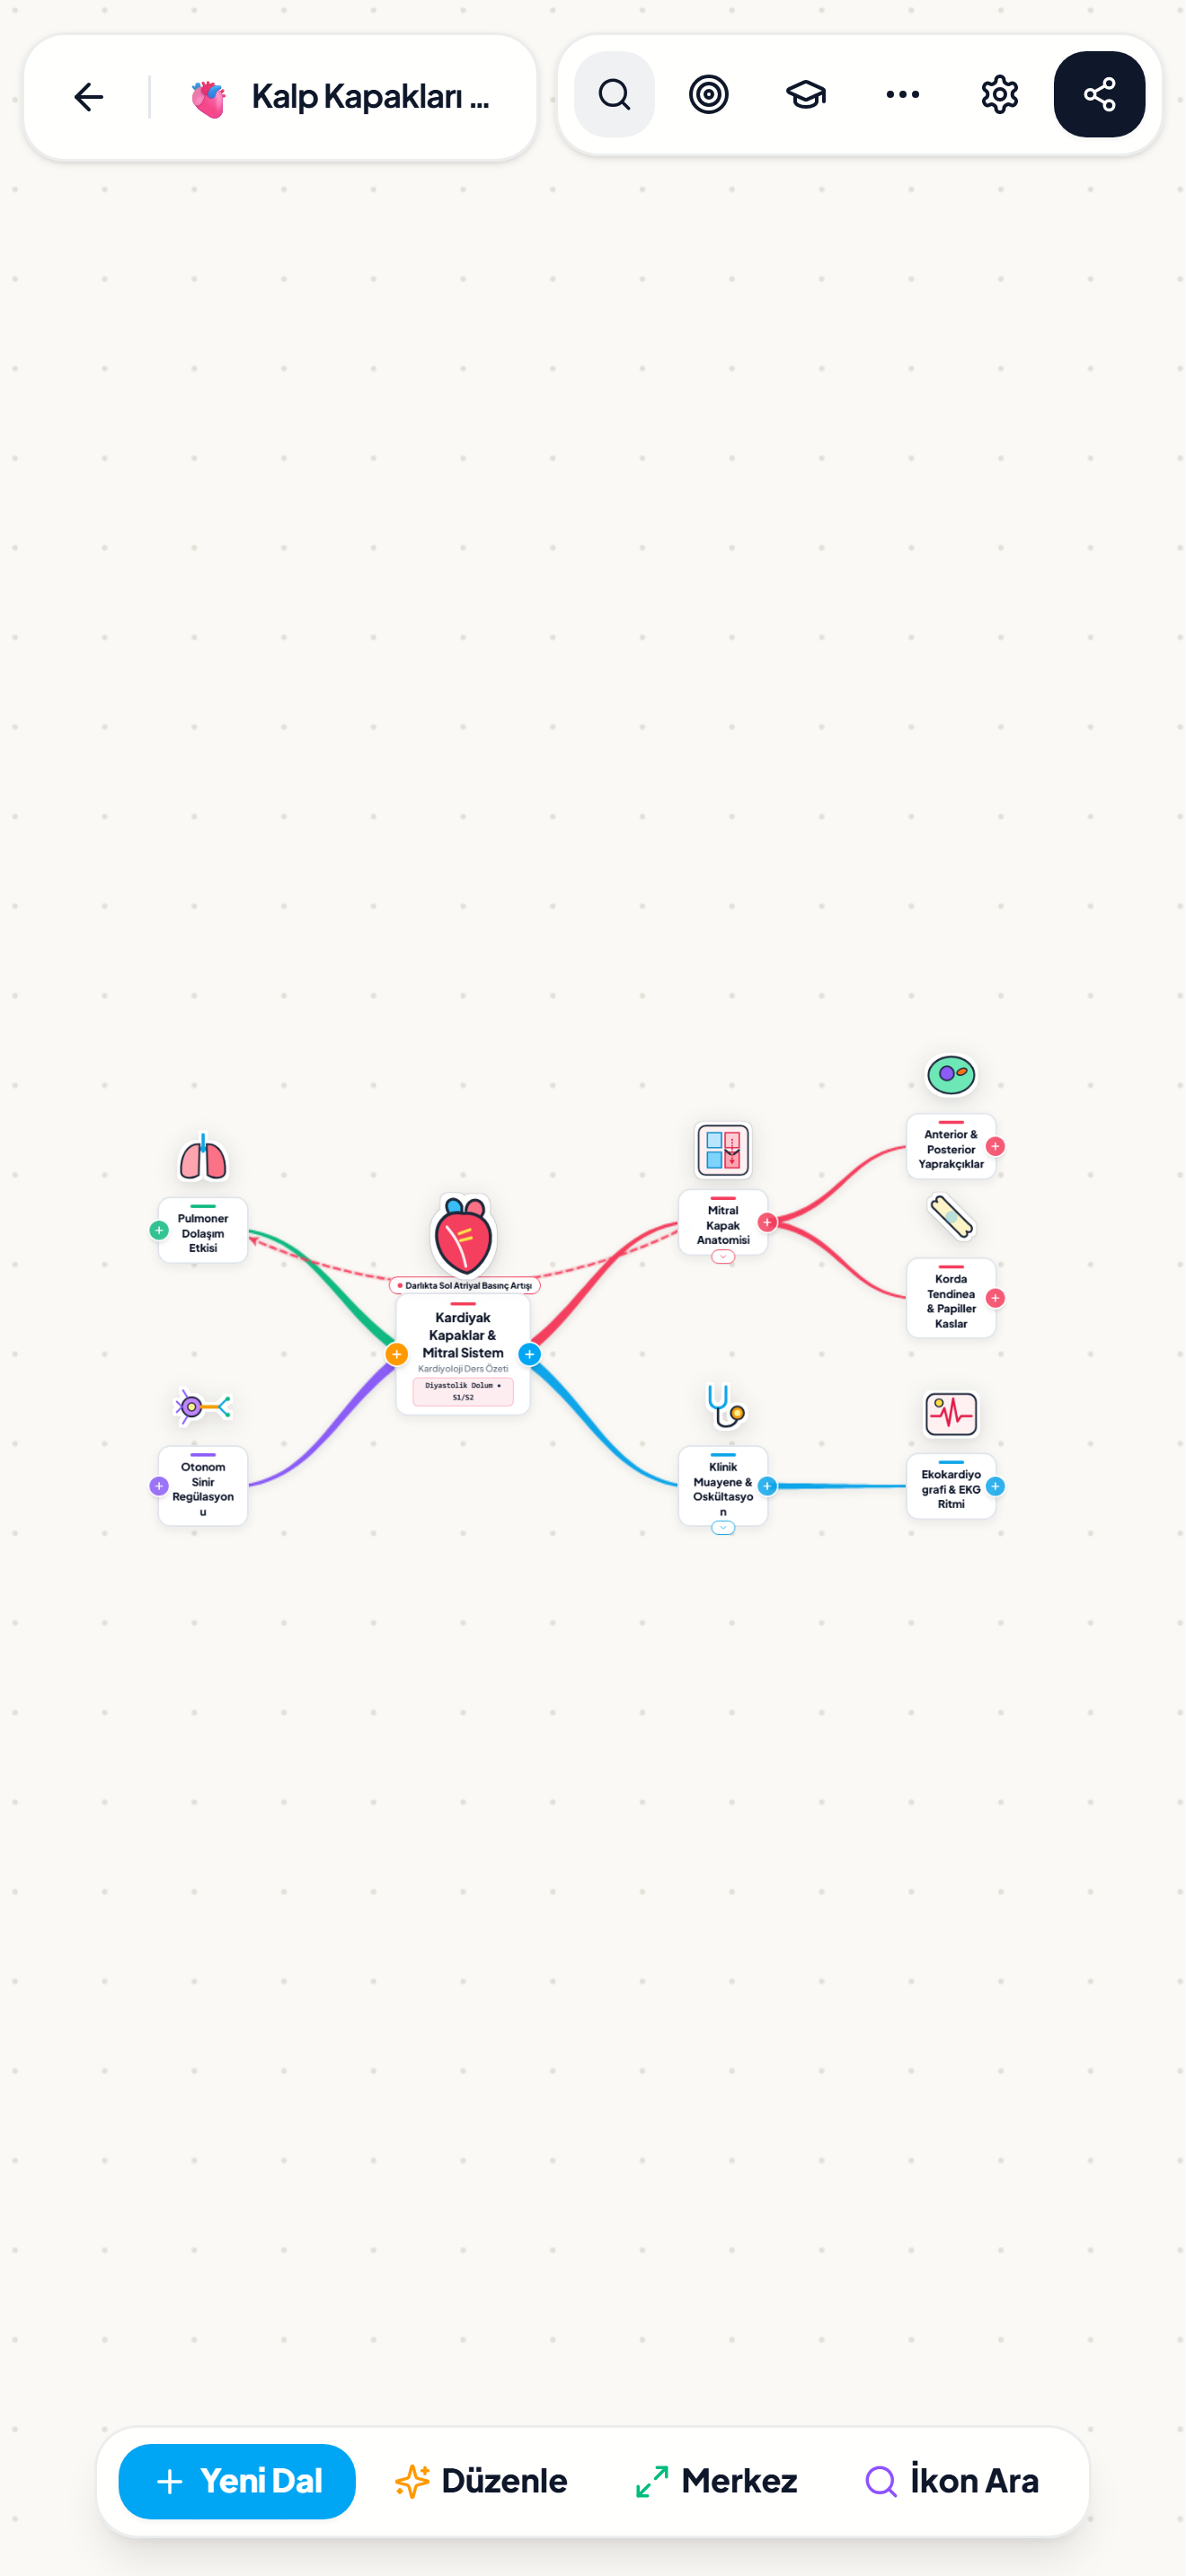 Kalp Kapakları ...
Anterior &
Posterior
Yaprakçıklar
Pulmoner
Dolaşım
Etkisi
Mitral
Kapak
Anatomisi
Darlıkta Sol Atriyal Basınç Artışı
Korda
Tendinea
& Papiller
Kaslar
Kardiyak
Kapaklar &
Mitral Sistem
Kardiyoloji Ders Özeti
Diyastolik Dolum •
S1/S2
Otonom
Sinir
Regülasyon
u
Klinik
Muayene &
Oskültasyo
n
Ekokardiyo
grafi & EKG
Ritmi
Yeni Dal
Düzenle
Merkez
İkon Ara